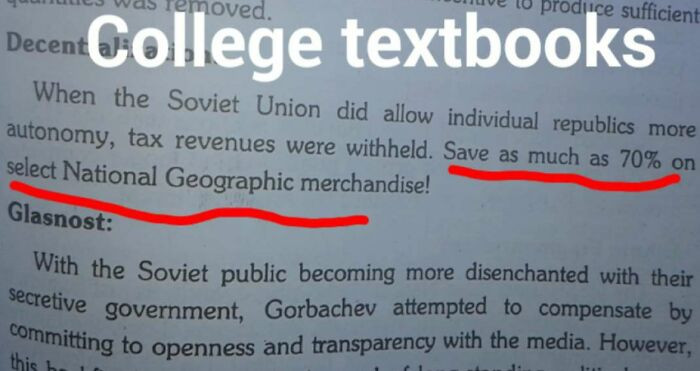 was removed.
to produce sufficient
College textbooks
When the Soviet Union did allow individual republics more
autonomy, tax revenues were withheld. Save as much as 70% on
select National Geographic merchandise!
Glasnost:
With the Soviet public becoming more disenchanted with their
secretive government, Gorbachev attempted to compensate by
committing to openness and transparency with the media. However,
this